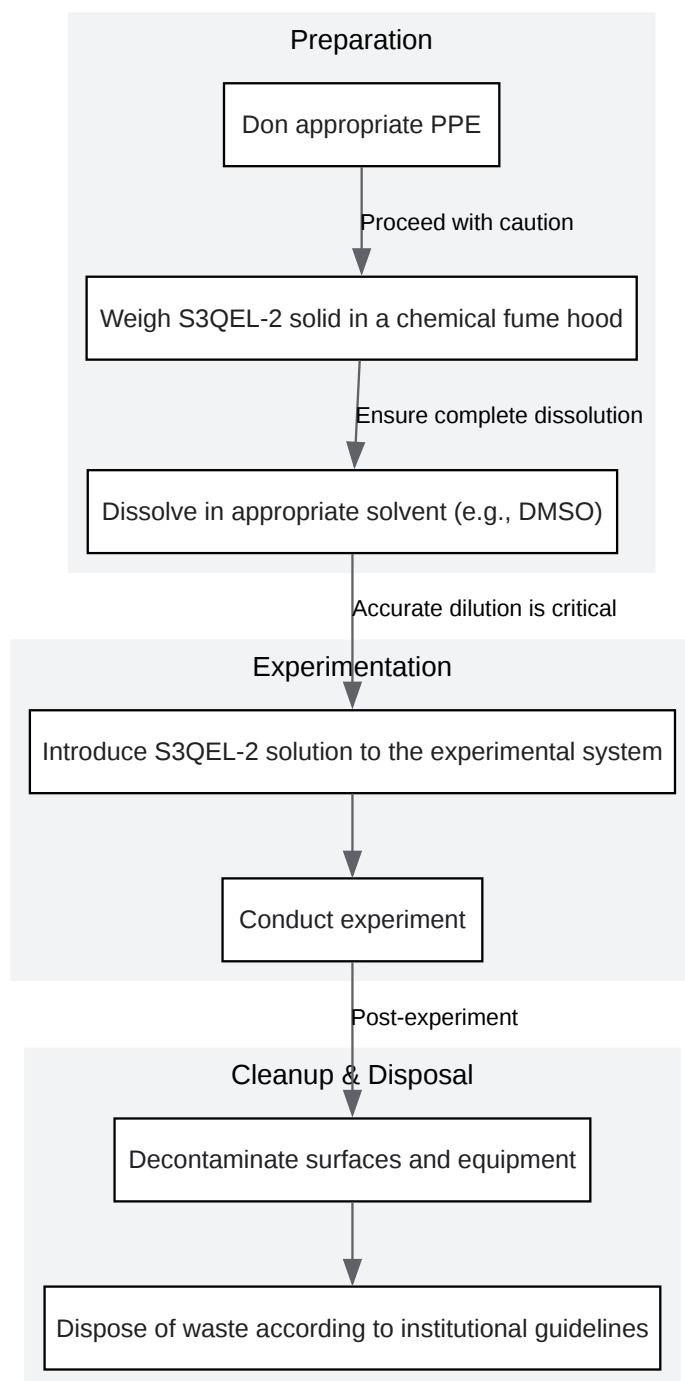 Preparation
Don appropriate PPE
Proceed with caution
Weigh S3QEL-2 solid in a chemical fume hood
Ensure complete dissolution
Dissolve in appropriate solvent (e.g., DMSO)
Accurate dilution is critical
Experimentation
Introduce S3QEL-2 solution to the experimental system
Conduct experiment
Post-experiment
Cleanup & Disposal
Decontaminate surfaces and equipment
Dispose of waste according to institutional guidelines